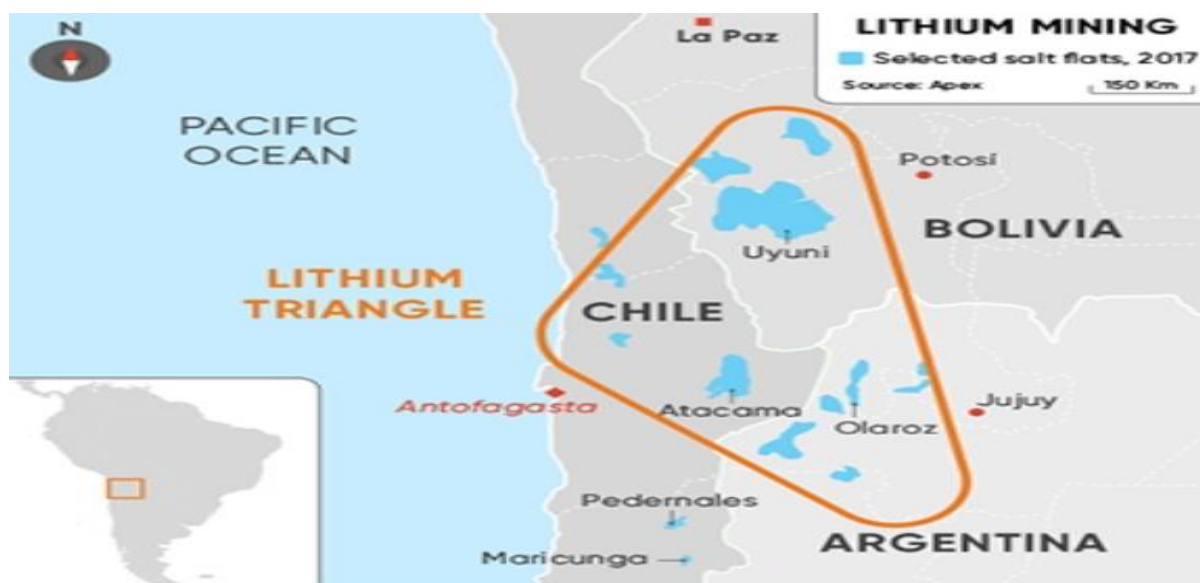 N
LITHIUM MINING
Selected salt flats, 2017
Source: Apex
150 Km
La Paz
PACIFIC
OCEAN
Potosí
BOLIVIA
Uyuni
LITHIUM
TRIANGLE
CHILE
Antofagasta
Atacama
Olaroz
Jujuy
Pedernales
Maricunga
ARGENTINA